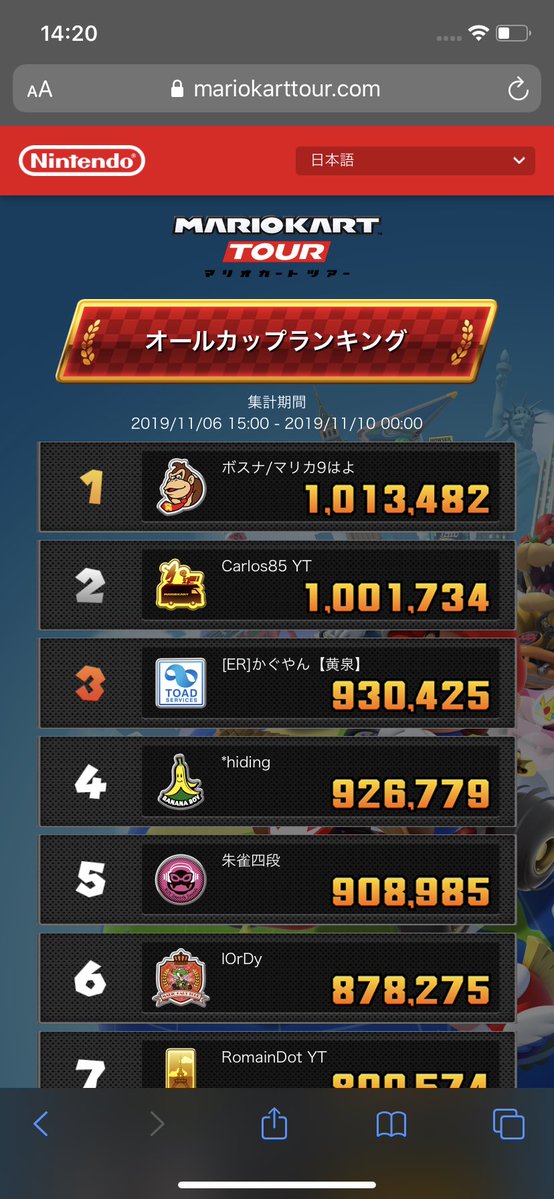 14:20
AA mariokarttour.com
Nintendo
日本語
MARIOKART
TOUR
マリオカート ツアー
オールカップランキング
集計期間
2019/11/06 15:00 - 2019/11/10 00:00
1
ボスナ/マリカ9はよ
1,013,482
2
MARIOKART
Carlos85 YT
1,001,734
3
TOAD
SERVICES
[ER]かぐやん【黄泉】
930,425
4
BANANA BOY
*hiding
926,779
5
朱雀四段
908,985
6
lOrDy
878,275
7
RomainDot YT